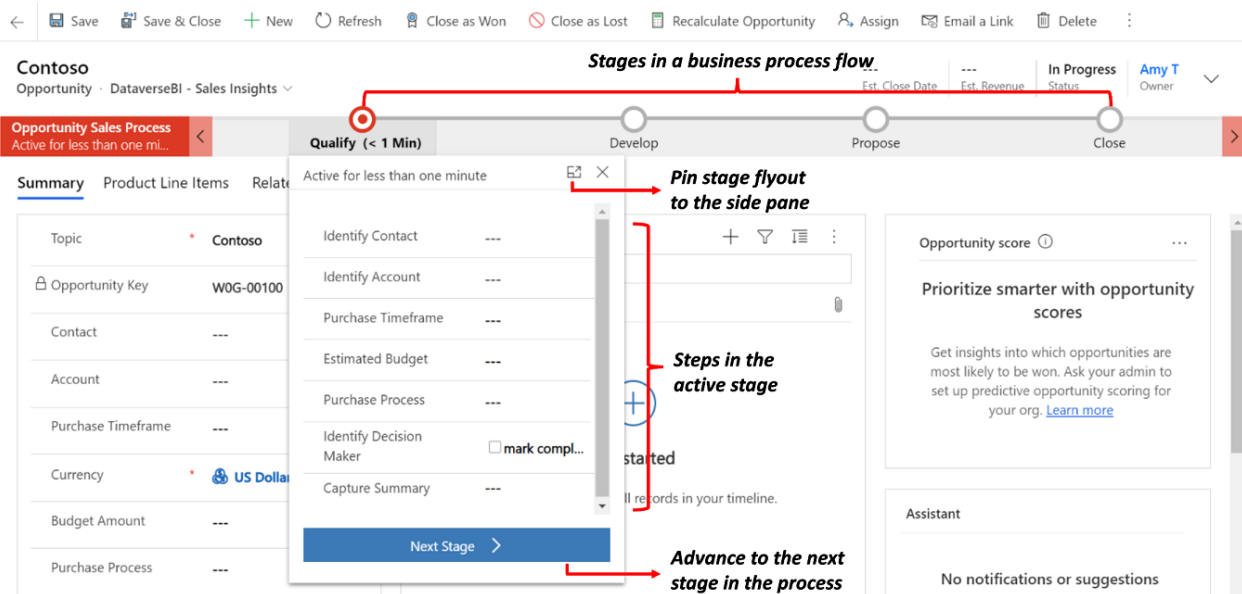 Save
Save & Close
New
Refresh
Close as Won
Close as Lost
Recalculate Opportunity
Assign
Email a Link
Delete
Contoso
Opportunity · DataverseBI - Sales Insights
Stages in a business process flow
---
Est. Close Date
---
Est. Revenue
In Progress
Status
Amy T
Owner
Opportunity Sales Process
Active for less than one mi...
Qualify (< 1 Min)
Develop
Propose
Close
Summary
Product Line Items
Relate
Topic *
Contoso
Opportunity Key
W0G-00100
Contact
---
Account
---
Purchase Timeframe
---
Currency *
US Dollar
Budget Amount
---
Purchase Process
---
Active for less than one minute
Identify Contact
---
Identify Account
---
Purchase Timeframe
---
Estimated Budget
---
Purchase Process
---
Identify Decision
Maker
mark compl...
Capture Summary
---
Next Stage
Pin stage flyout
to the side pane
Steps in the
active stage
started
ll records in your timeline.
Advance to the next
stage in the process
Opportunity score
Prioritize smarter with opportunity
scores
Get insights into which opportunities are
most likely to be won. Ask your admin to
set up predictive opportunity scoring for
your org. Learn more
Assistant
No notifications or suggestions